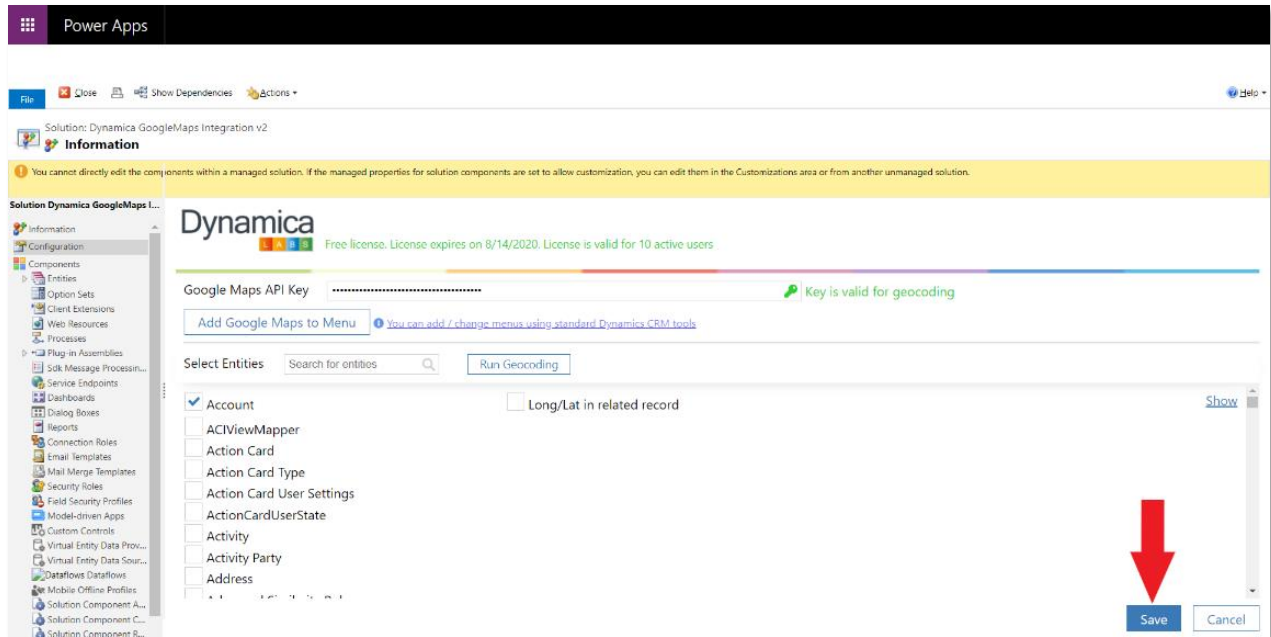 Power Apps
File Close Show Dependencies Actions Help
Solution: Dynamica GoogleMaps Integration v2
Information
You cannot directly edit the components within a managed solution. If the managed properties for solution components are set to allow customization, you can edit them in the Customizations area or from another unmanaged solution.
Solution Dynamica GoogleMaps I...
Information
Configuration
Components
Entities
Option Sets
Client Extensions
Web Resources
Processes
Plug-in Assemblies
Sdk Message Processin...
Service Endpoints
Dashboards
Dialog Boxes
Reports
Connection Roles
Email Templates
Mail Merge Templates
Security Roles
Field Security Profiles
Model-driven Apps
Custom Controls
Virtual Entity Data Prov...
Virtual Entity Data Sour...
Dataflows Dataflows
Mobile Offline Profiles
Solution Component A...
Solution Component C...
Solution Component R...
Dynamica
LABS
Free license. License expires on 8/14/2020. License is valid for 10 active users
Google Maps API Key Key is valid for geocoding
Add Google Maps to Menu You can add / change menus using standard Dynamics CRM tools
Select Entities Search for entities Run Geocoding
Account Long/Lat in related record Show
ACIViewMapper
Action Card
Action Card Type
Action Card User Settings
ActionCardUserState
Activity
Activity Party
Address
Save Cancel